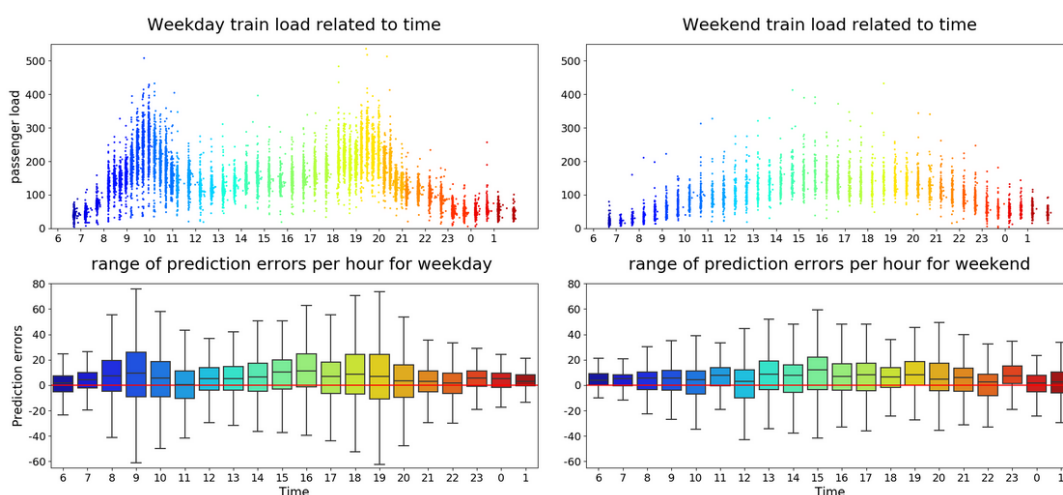 Weekday train load related to time
Weekend train load related to time
passenger load
500
400
300
200
100
0
6 7 8 9 10 11 12 13 14 15 16 17 18 19 20 21 22 23 0 1
500
400
300
200
100
0
6 7 8 9 10 11 12 13 14 15 16 17 18 19 20 21 22 23 0 1
range of prediction errors per hour for weekday
range of prediction errors per hour for weekend
Prediction errors
80
60
40
20
0
-20
-40
-60
6 7 8 9 10 11 12 13 14 15 16 17 18 19 20 21 22 23 0 1
Time
80
60
40
20
0
-20
-40
-60
6 7 8 9 10 11 12 13 14 15 16 17 18 19 20 21 22 23 0 1
Time